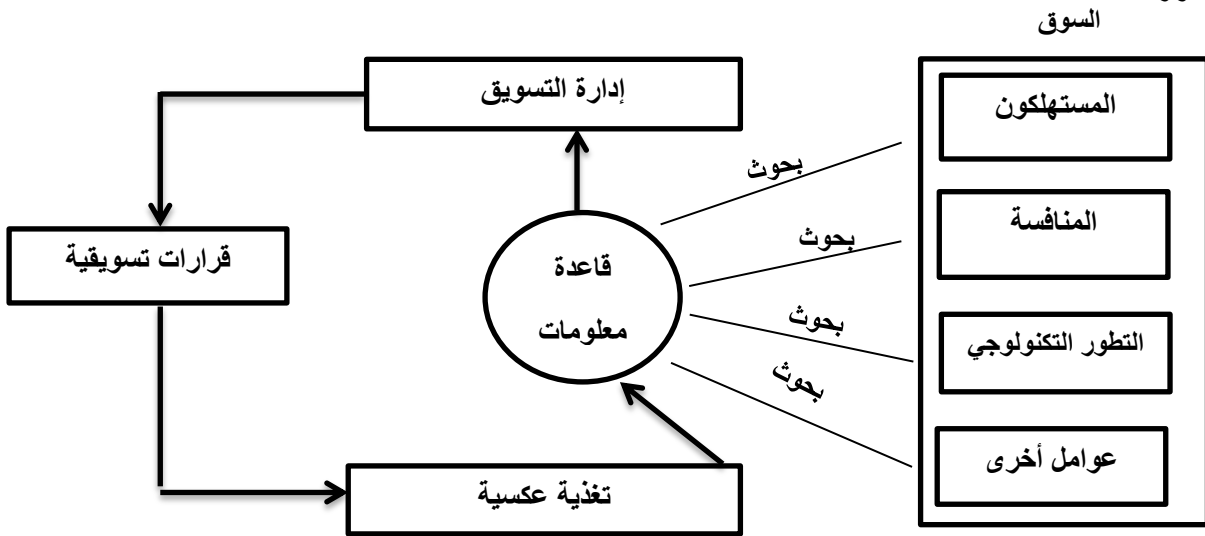 السوق
المستهلكون
إدارة التسويق
بحوث
المنافسة
بحوث
قرارات تسويقية
قاعدة
معلومات
بحوث
التطور التكنولوجي
بحوث
عوامل أخرى
تغذية عكسية